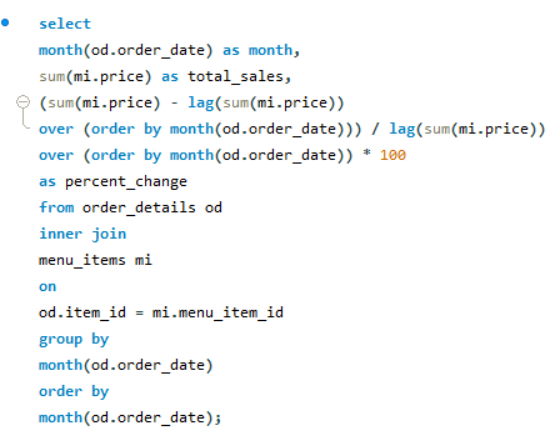 select
month(od.order_date) as month,
sum(mi.price) as total_sales,
(sum(mi.price) - lag(sum(mi.price))
over (order by month(od.order_date))) / lag(sum(mi.price))
over (order by month(od.order_date)) * 100
as percent_change
from order_details od
inner join
menu_items mi
on
od.item_id = mi.menu_item_id
group by
month(od.order_date)
order by
month(od.order_date);